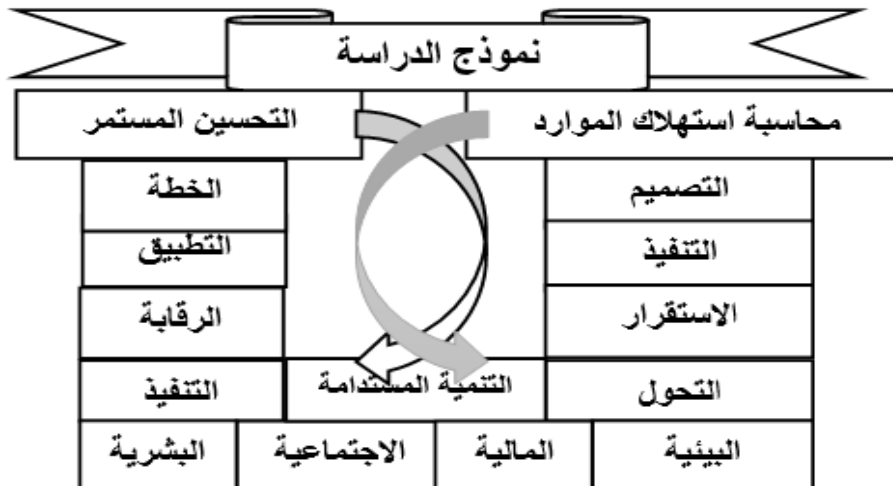 نموذج الدراسة
محاسبة استهلاك الموارد
التحسين المستمر
التصميم
الخطة
التنفيذ
التطبيق
الاستقرار
الرقابة
التحول
التنمية المستدامة
التنفيذ
البيئية
المالية
الاجتماعية
البشرية